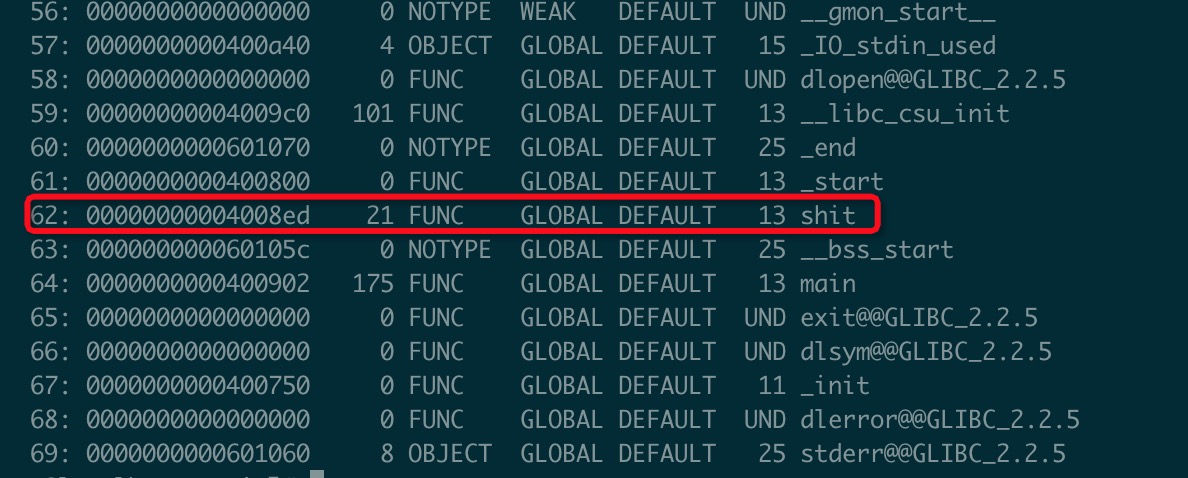 56: 0000000000000000 0 NOTYPE WEAK DEFAULT UND __gmon_start__
57: 0000000000400a40 4 OBJECT GLOBAL DEFAULT 15 _IO_stdin_used
58: 0000000000000000 0 FUNC GLOBAL DEFAULT UND dlopen@@GLIBC_2.2.5
59: 00000000004009c0 101 FUNC GLOBAL DEFAULT 13 __libc_csu_init
60: 0000000000601070 0 NOTYPE GLOBAL DEFAULT 25 _end
61: 0000000000400800 0 FUNC GLOBAL DEFAULT 13 _start
62: 00000000004008ed 21 FUNC GLOBAL DEFAULT 13 shit
63: 000000000060105c 0 NOTYPE GLOBAL DEFAULT 25 __bss_start
64: 0000000000400902 175 FUNC GLOBAL DEFAULT 13 main
65: 0000000000000000 0 FUNC GLOBAL DEFAULT UND exit@@GLIBC_2.2.5
66: 0000000000000000 0 FUNC GLOBAL DEFAULT UND dlsym@@GLIBC_2.2.5
67: 0000000000400750 0 FUNC GLOBAL DEFAULT 11 _init
68: 0000000000000000 0 FUNC GLOBAL DEFAULT UND dlerror@@GLIBC_2.2.5
69: 0000000000601060 8 OBJECT GLOBAL DEFAULT 25 stderr@@GLIBC_2.2.5